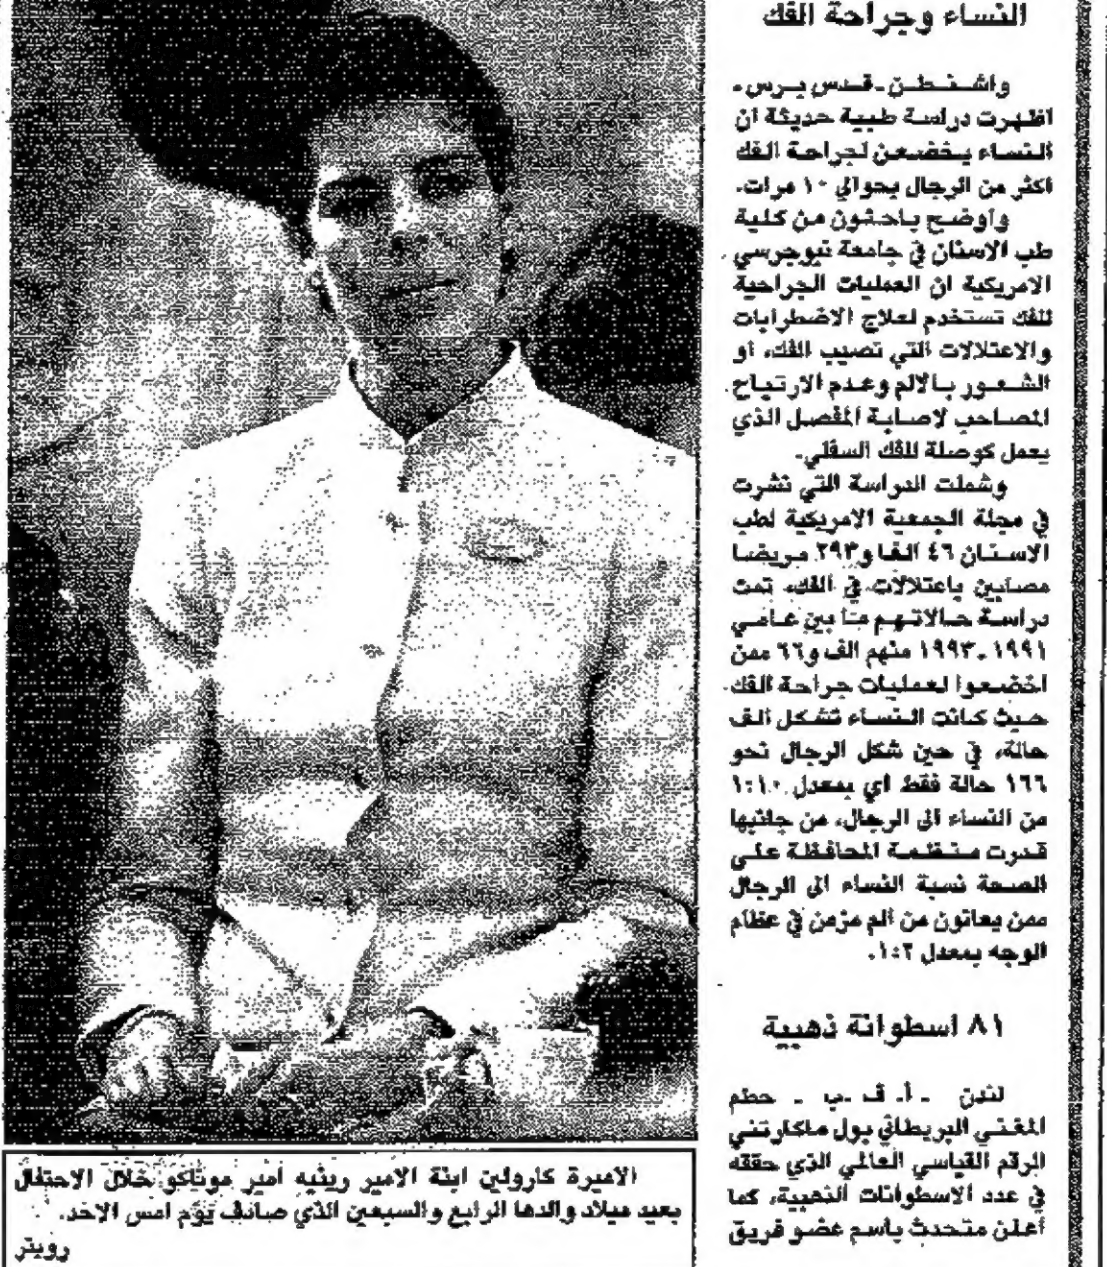 النساء وجراحة الفك
واشنطن ـ قدس برس ـ
اظهرت دراسة طبية حديثة ان
النساء يخضعن لجراحة الفك
اكثر من الرجال بحوالي ١٠ مرات.
واوضح باحثون من كلية
طب الاسنان في جامعة نيوجرسي
الامريكية ان العمليات الجراحية
للفك تستخدم لعلاج الاضطرابات
والاعتلالات التي تصيب الفك، او
الشعور بالالم وعدم الارتياح
المصاحب لاصابة المفصل الذي
يعمل كوصلة للفك السفلي.
وشملت الدراسة التي نشرت
في مجلة الجمعية الامريكية لطب
الاسنان ٤٦ الفا و٢٩٣ مريضا
مصابين باعتلالات في الفك، تمت
دراسة حالاتهم ما بين عامي
١٩٩١ ـ ١٩٩٣ منهم الف و٦٦ ممن
اخضعوا لعمليات جراحة الفك
حيث كانت النساء تشكل الف
حالة، في حين شكل الرجال نحو
١٦٦ حالة فقط اي بمعدل ١:١٠
من النساء الى الرجال، من جانبها
قدرت منظمة المحافظة على
الصحة نسبة النساء الى الرجال
ممن يعانون من الم مزمن في عظام
الوجه بمعدل ١:٢.
٨١ اسطوانة ذهبية
لندن ـ أ. ف. ب ـ حطم
المغني البريطاني بول ماكارتني
الرقم القياسي العالمي الذي حققه
في عدد الاسطوانات الذهبية، كما
أعلن متحدث باسم عضو فريق
الاميرة كارولين ابنة الامير رينيه امير موناكو خلال الاحتفال
بعيد ميلاد والدها الرابع والسبعين الذي صادف يوم امس الاحد.
رويتر